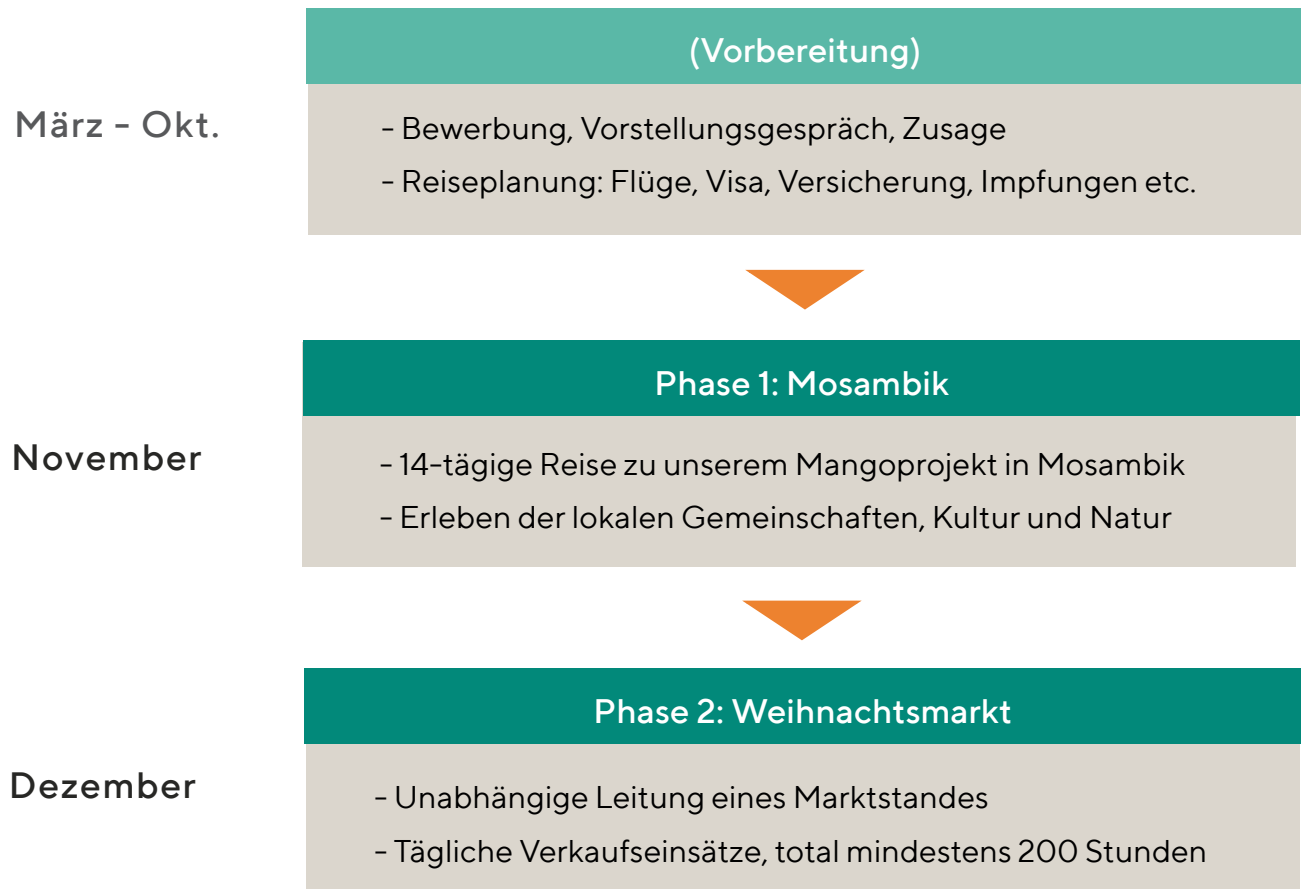 (Vorbereitung)
März - Okt.
- Bewerbung, Vorstellungsgespräch, Zusage
- Reiseplanung: Flüge, Visa, Versicherung, Impfungen etc.
Phase 1: Mosambik
November
- 14-tägige Reise zu unserem Mangoprojekt in Mosambik
- Erleben der lokalen Gemeinschaften, Kultur und Natur
Phase 2: Weihnachtsmarkt
Dezember
- Unabhängige Leitung eines Marktstandes
- Tägliche Verkaufseinsätze, total mindestens 200 Stunden